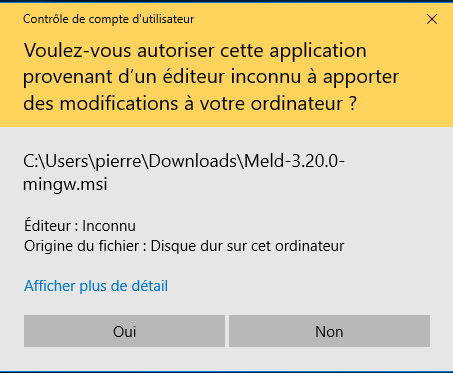 Contrôle de compte d'utilisateur
Voulez-vous autoriser cette application
provenant d’un éditeur inconnu à apporter
des modifications à votre ordinateur ?
C:\Users\pierre\Downloads\Meld-3.20.0-
mingw.msi
Éditeur : Inconnu
Origine du fichier : Disque dur sur cet ordinateur
Afficher plus de détail
Oui
Non